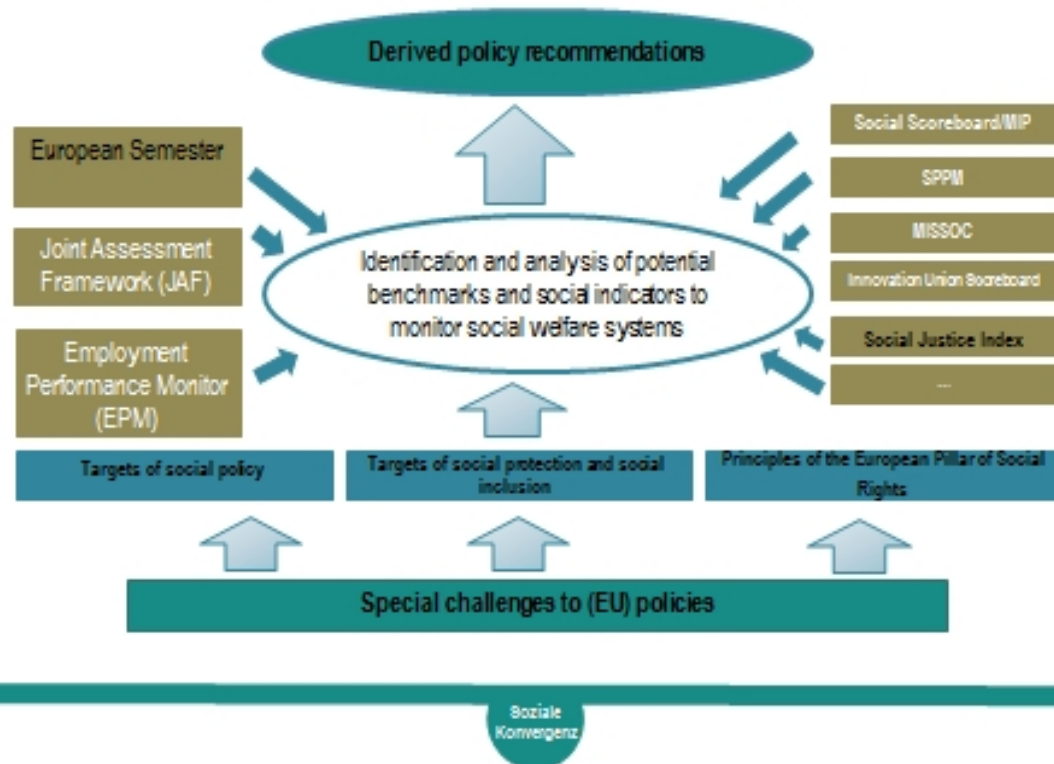 Derived policy recommendations
European Semester
Joint Assessment
Framework (JAF)
Employment
Performance Monitor
(EPM)
Identification and analysis of potential
benchmarks and social indicators to
monitor social welfare systems
Social Scoreboard/MIP
SPPM
MISSOC
Innovation Union Scoreboard
Social Justice Index
....
Targets of social policy
Targets of social protection and social
inclusion
Principles of the European Pillar of Social
Rights
Special challenges to (EU) policies
Soziale
Konvergenz